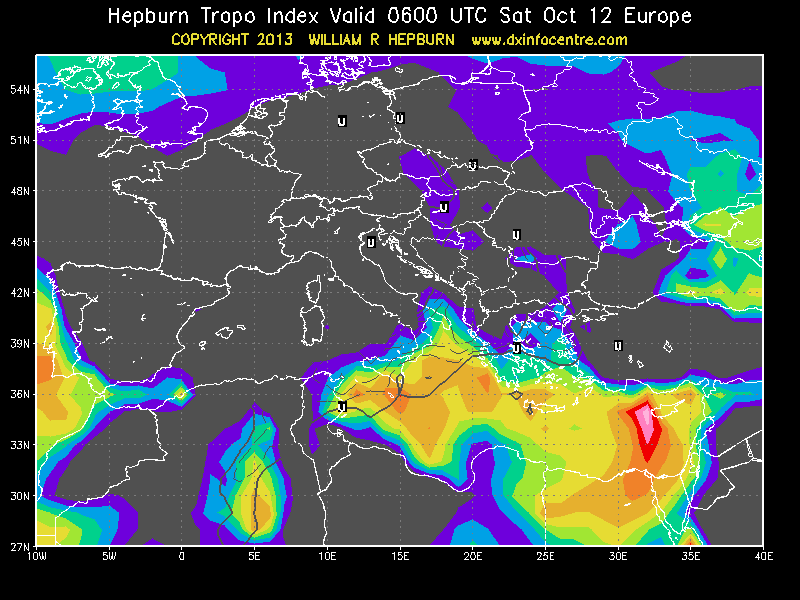 Hepburn Tropo Index Valid 0600 UTC Sat Oct 12 Europe
COPYRIGHT 2013 WILLIAM R HEPBURN www.dxinfocentre.com
54N
U
U
51N
U
48N
U
U
45N
U
42N
39N
U
U
36N
U
33N
30N
27N
10W 5W 0 5E 10E 15E 20E 25E 30E 35E 40E